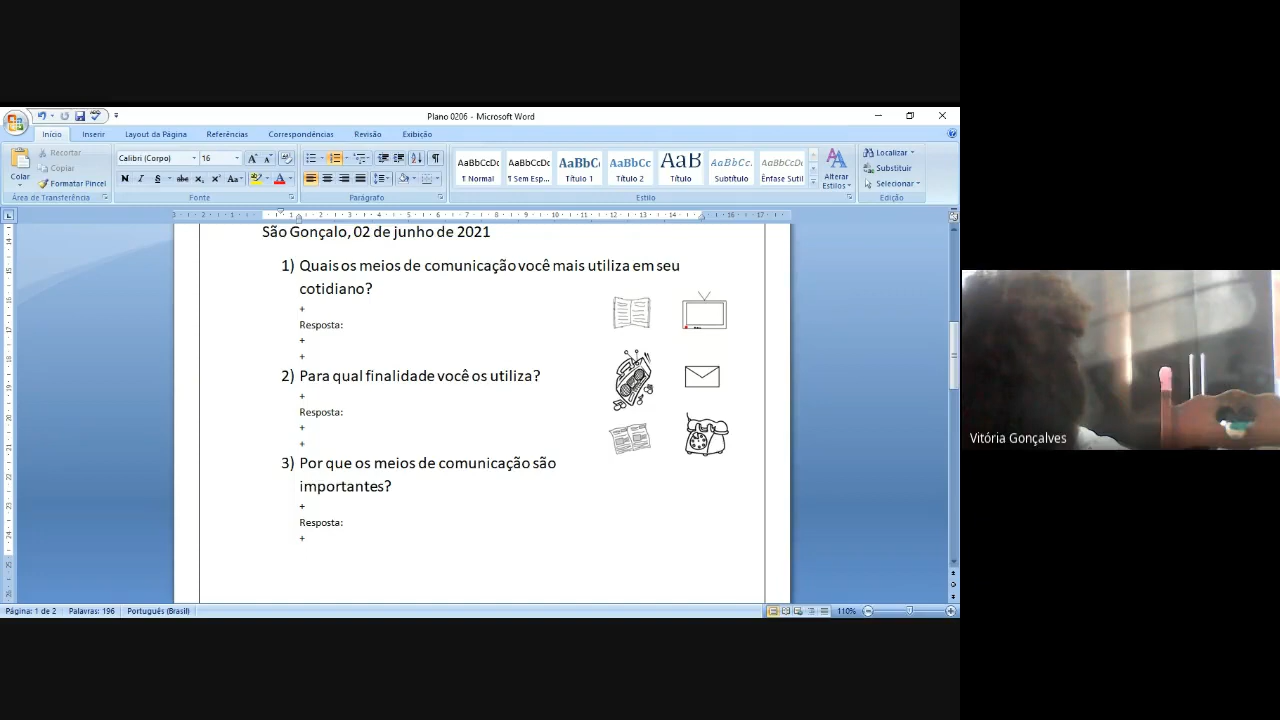 Plano 0206 - Microsoft Word
Início Inserir Layout da Página Referências Correspondências Revisão Exibição
Colar
Recortar
Copiar
Formatar Pincel
Área de Transferência
Calibri (Corpo) 16
Fonte
Parágrafo
AaBbCcDc AaBbCcDc AaBbC AaBbCc AaB AaBbCc. AaBbCcDc
¶ Normal ¶ Sem Esp... Título 1 Título 2 Título Subtítulo Ênfase Sutil
Alterar
Estilos
Estilo
Localizar
Substituir
Selecionar
Edição
São Gonçalo, 02 de junho de 2021
1) Quais os meios de comunicação você mais utiliza em seu
cotidiano?
+
Resposta:
+
+
2) Para qual finalidade você os utiliza?
+
Resposta:
+
+
3) Por que os meios de comunicação são
importantes?
+
Resposta:
+
Página: 1 de 2 Palavras: 196 Português (Brasil) 110%
Vitória Gonçalves